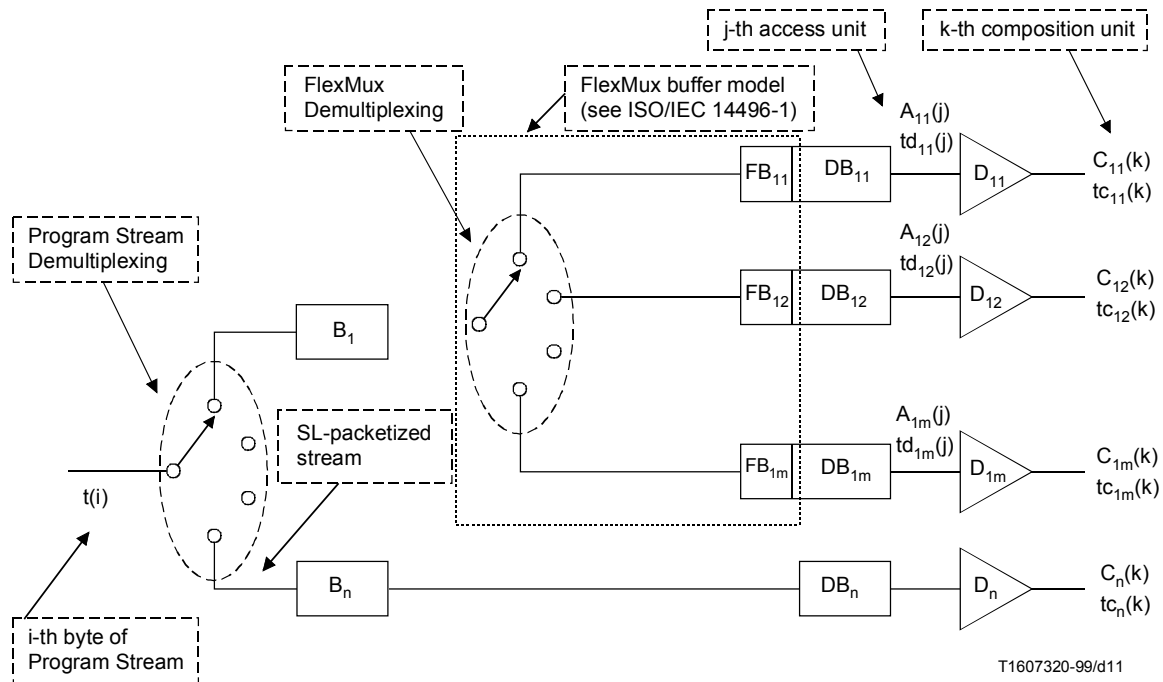 j-th access unit
k-th composition unit
FlexMux
Demultiplexing
FlexMux buffer model
(see ISO/IEC 14496-1)
A11(j)
td11(j)
FB11
DB11
D11
C11(k)
tc11(k)
Program Stream
Demultiplexing
A12(j)
td12(j)
FB12
DB12
D12
C12(k)
tc12(k)
B1
SL-packetized
stream
A1m(j)
td1m(j)
FB1m
DB1m
D1m
C1m(k)
tc1m(k)
t(i)
Bn
DBn
Dn
Cn(k)
tcn(k)
i-th byte of
Program Stream
T1607320-99/d11